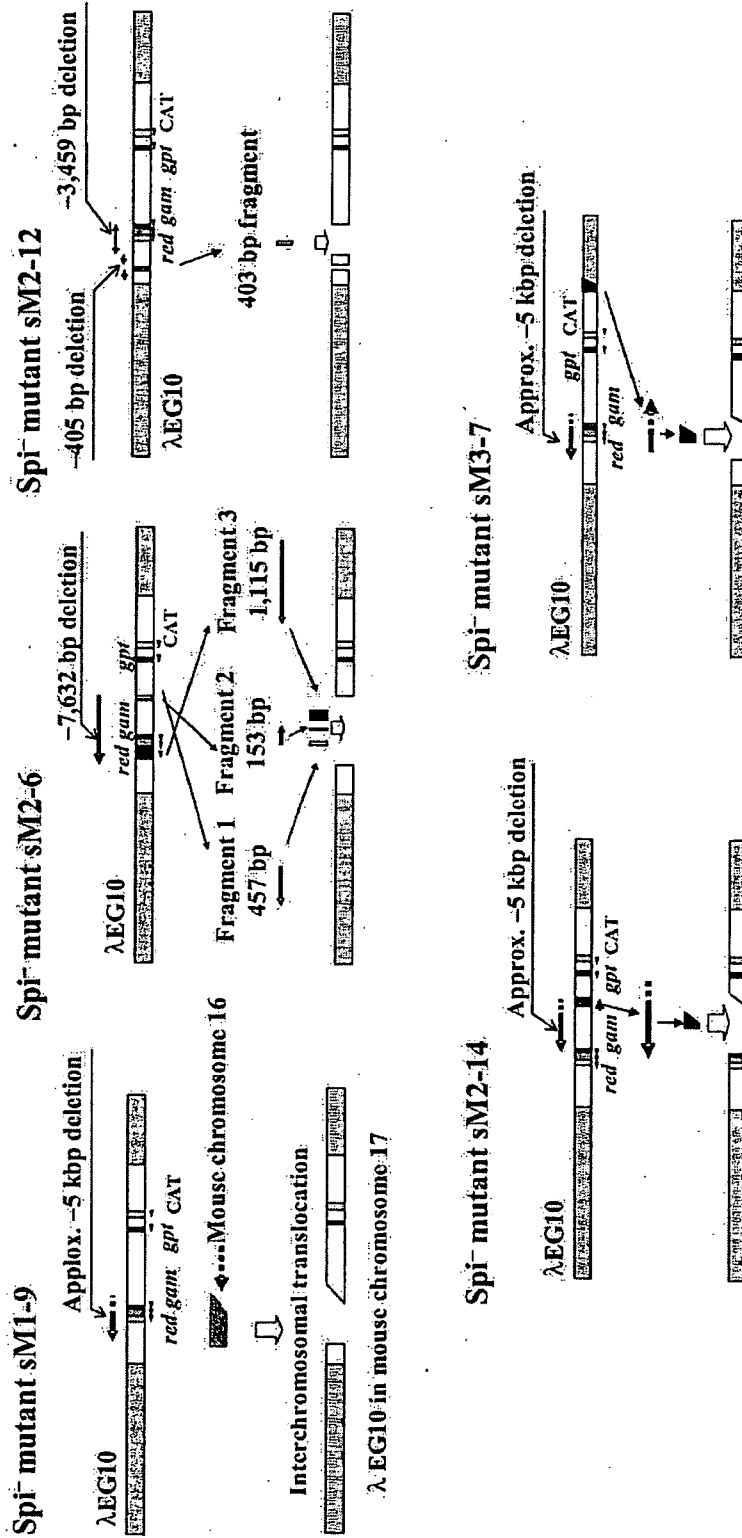 Spi⁻ mutant sM1-9
Applox. −5 kbp deletion
λEG10
red gam gpt CAT
Mouse chromosome 16
Interchromosomal translocation
λ EG10 in mouse chromosome 17
Spi⁻ mutant sM2-6
−7,632 bp deletion
λEG10
red gam gpt
CAT
Fragment 1
457 bp
Fragment 2
153 bp
Fragment 3
1,115 bp
Spi⁻ mutant sM2-12
−405 bp deletion
−3,459 bp deletion
λEG10
red gam gpt CAT
403 bp fragment
Spi⁻ mutant sM2-14
Approx. −5 kbp deletion
λEG10
red gam gpt CAT
Spi⁻ mutant sM3-7
Approx. −5 kbp deletion
λEG10
gpt CAT
red gam